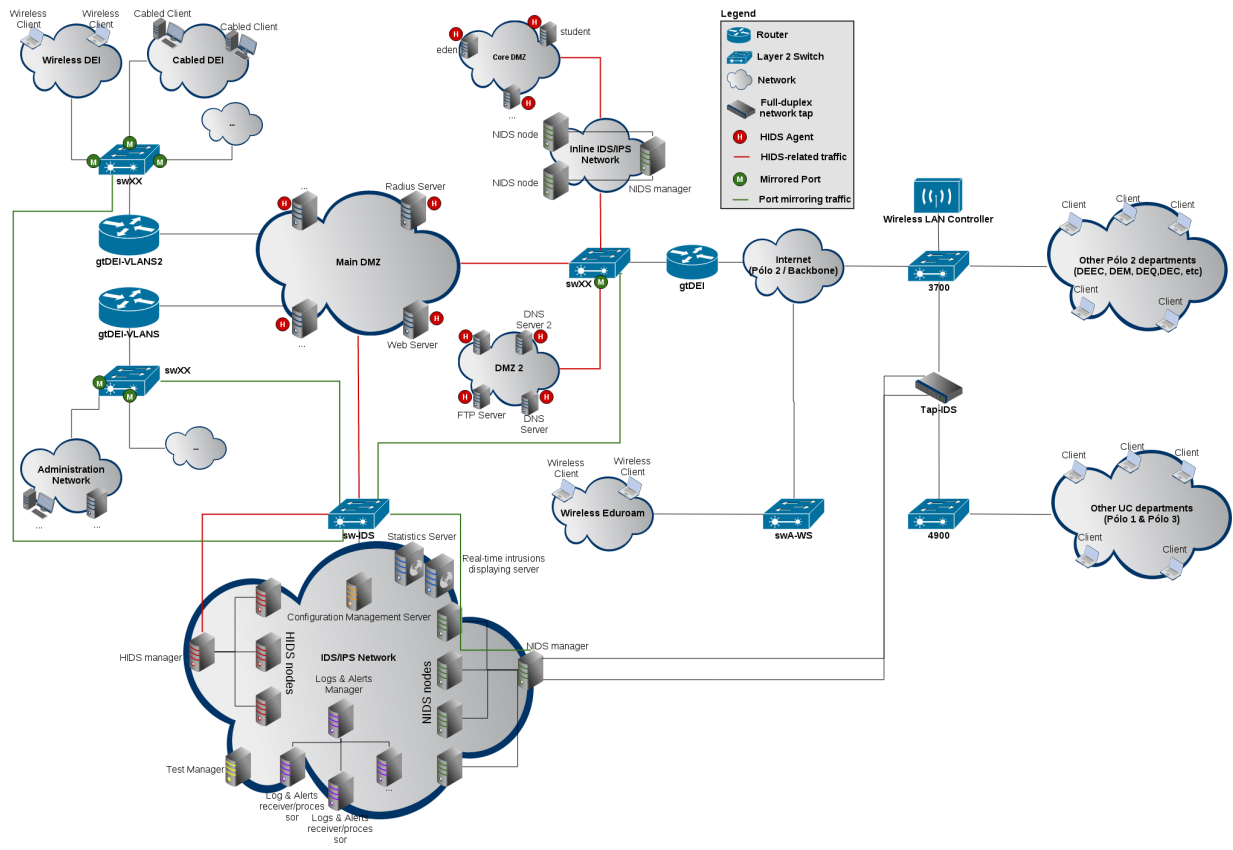 Wireless
Client
Wireless
Client
Wireless DEI
Cabled Client
Cabled Client
Cabled DEI
...
M
M
M
swXX
gtDEI-VLANS2
gtDEI-VLANS
swXX
M
M
...
Administration
Network
...
...
H
student
H
eden
Core DMZ
H
...
NIDS node
NIDS node
Inline IDS/IPS
Network
NIDS manager
...
H
Radius Server
H
Main DMZ
H
...
H
Web Server
swXX
M
gtDEI
DNS
Server 2
H
H
DMZ 2
H
FTP Server
H
DNS
Server
Legend
Router
Layer 2 Switch
Network
Full-duplex
network tap
H
HIDS Agent
HIDS-related traffic
M
Mirrored Port
Port mirroring traffic
Internet
(Pólo 2 / Backbone)
Wireless LAN Controller
3700
Client
Client
Client
Other Pólo 2 departments
(DEEC, DEM, DEQ,DEC, etc)
Client
Client
Tap-IDS
4900
Client
Client
Client
Other UC departments
(Pólo 1 & Pólo 3)
Client
Client
Wireless
Client
Wireless
Client
Wireless Eduroam
swA-WS
sw-IDS
Statistics Server
Real-time intrusions
displaying server
Configuration Management Server
HIDS manager
HIDS nodes
IDS/IPS Network
NIDS nodes
NIDS manager
Logs & Alerts
Manager
Test Manager
Log & Alerts
receiver/proces
sor
Logs & Alerts
receiver/proces
sor
...